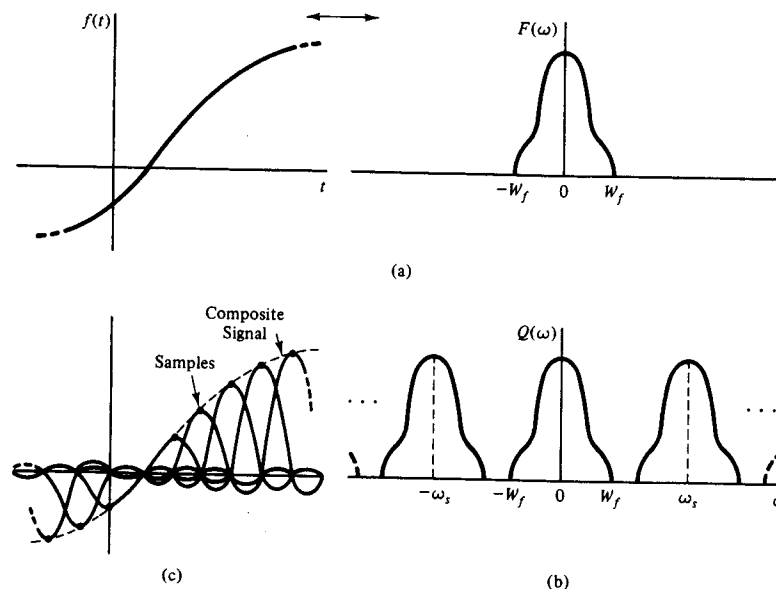 f(t)
t
F(ω)
-W_f 0 W_f
(a)
Composite
Signal
Samples
(c)
Q(ω)
... ...
-ω_s -W_f 0 W_f ω_s
(b)